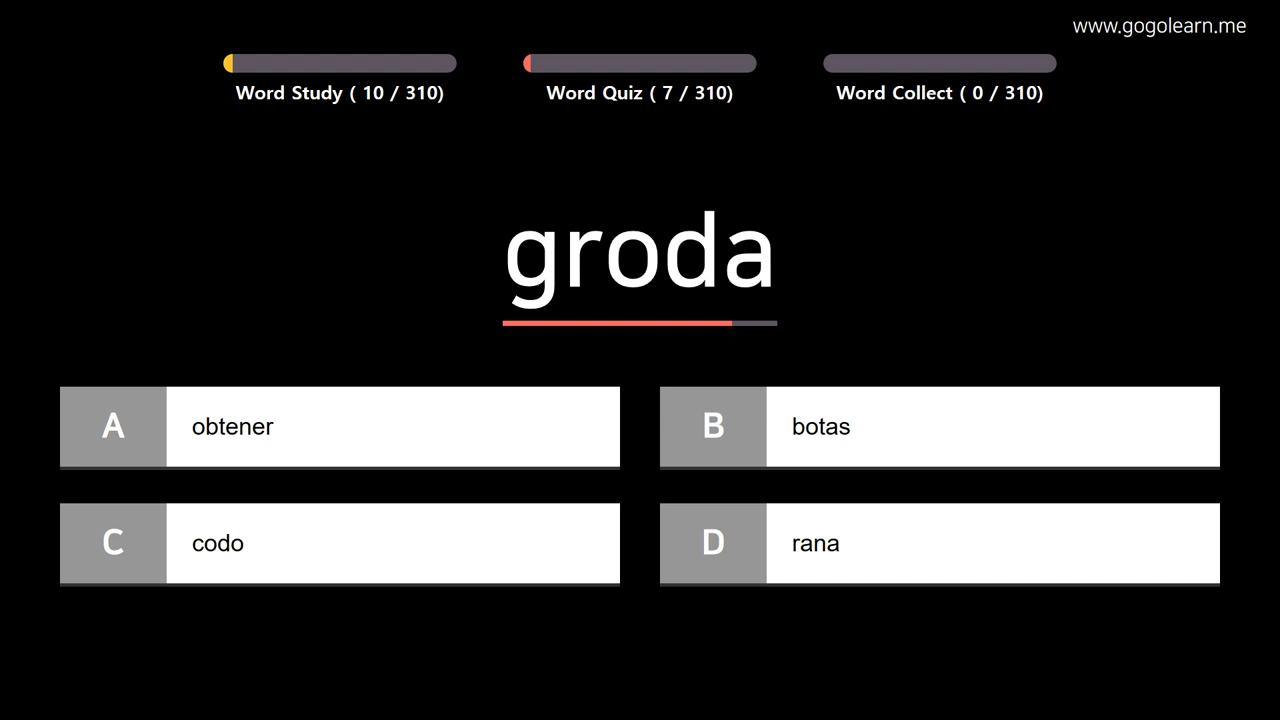 www.gogolearn.me
Word Study ( 10 / 310)
Word Quiz ( 7 / 310)
Word Collect ( 0 / 310)
groda
A obtener
B botas
C codo
D rana